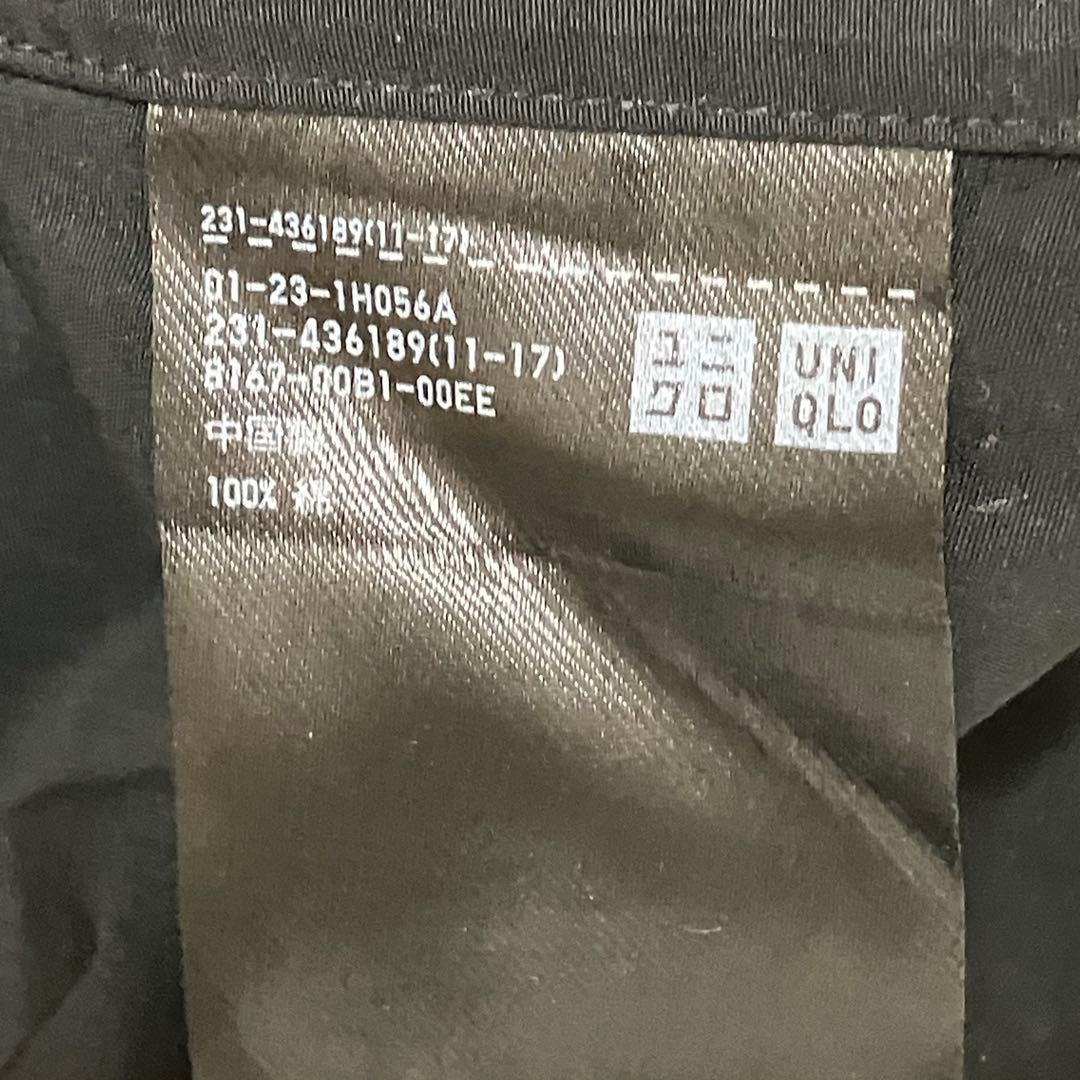 231-436189(11-17)
01-23-1H056A
231-436189(11-17)
8167-00B1-00EE
中国製
100% 綿
ユニ
クロ
UNI
QLO